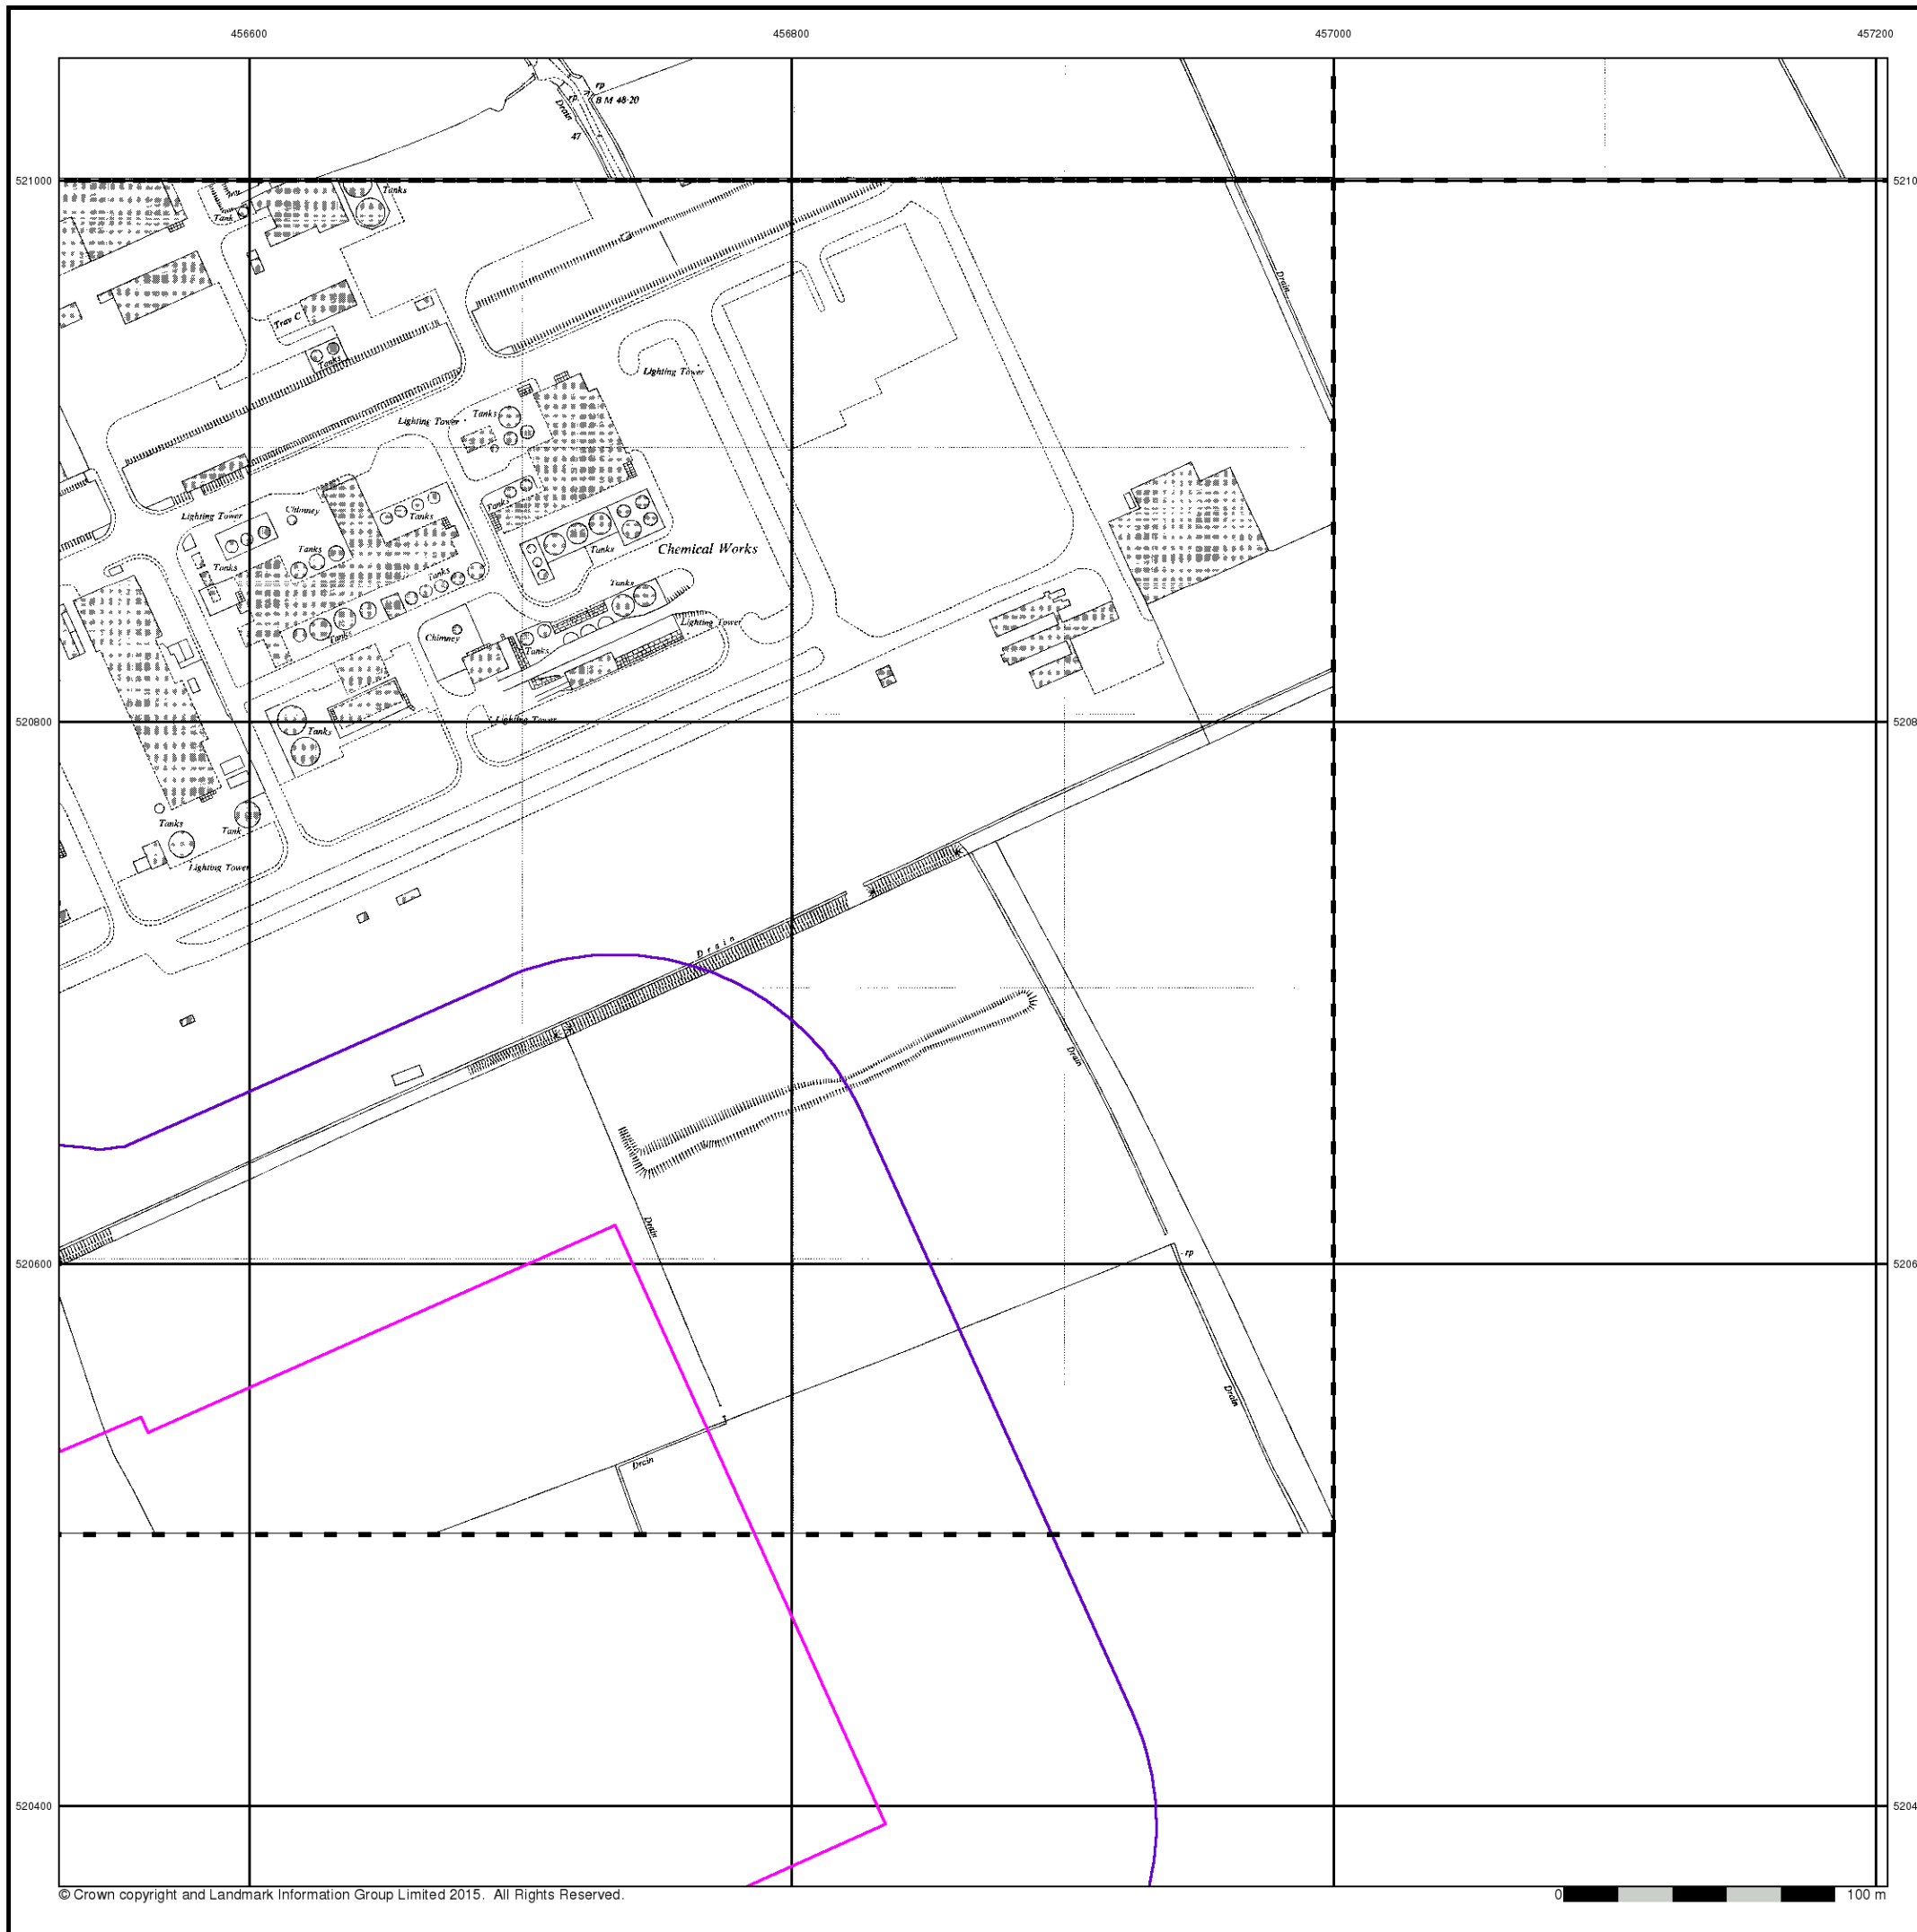 456600 456800 457000 457200
rp
rp
B M 48·20
Drain
47
521000
5210
Tanks
Tank
Drain
Trav C
Tanks
Lighting Tower
Tanks
Lighting Tower
Tanks
Chimney
Lighting Tower
Tanks
Tanks
Chemical Works
Tanks
Tanks
Tanks
Tanks
Lighting Tower
Tanks
Chimney
Tanks
520800
Lighting Tower
5208
Tanks
Tanks
Tank
Lighting Tower
Drain
Drain
Drain
rp
520600
5206
Drain
Drain
520400
5204
© Crown copyright and Landmark Information Group Limited 2015. All Rights Reserved.
0 100 m